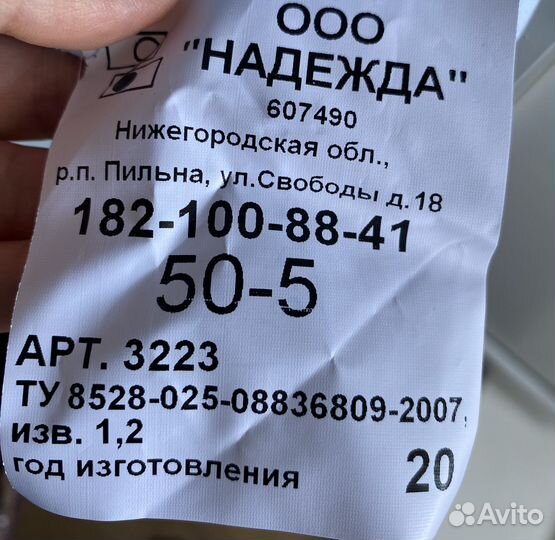 ООО
"НАДЕЖДА"
607490
Нижегородская обл.,
р.п. Пильна, ул.Свободы д.18
182-100-88-41
50-5
АРТ. 3223
ТУ 8528-025-08836809-2007,
изв. 1,2
год изготовления 20
Avito